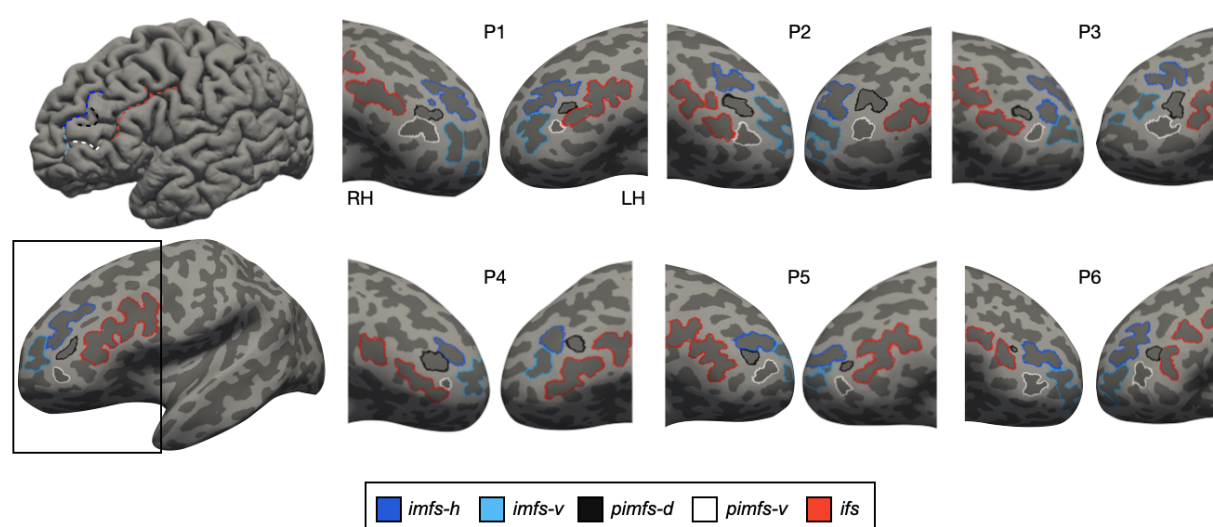 P1
P2
P3
RH
LH
P4
P5
P6
imfs-h
imfs-v
pimfs-d
pimfs-v
ifs